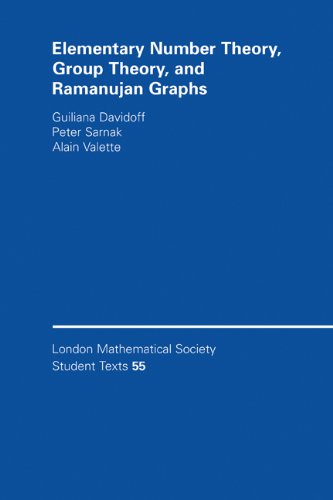 Elementary Number Theory,
Group Theory, and
Ramanujan Graphs
Guiliana Davidoff
Peter Sarnak
Alain Valette
London Mathematical Society
Student Texts 55